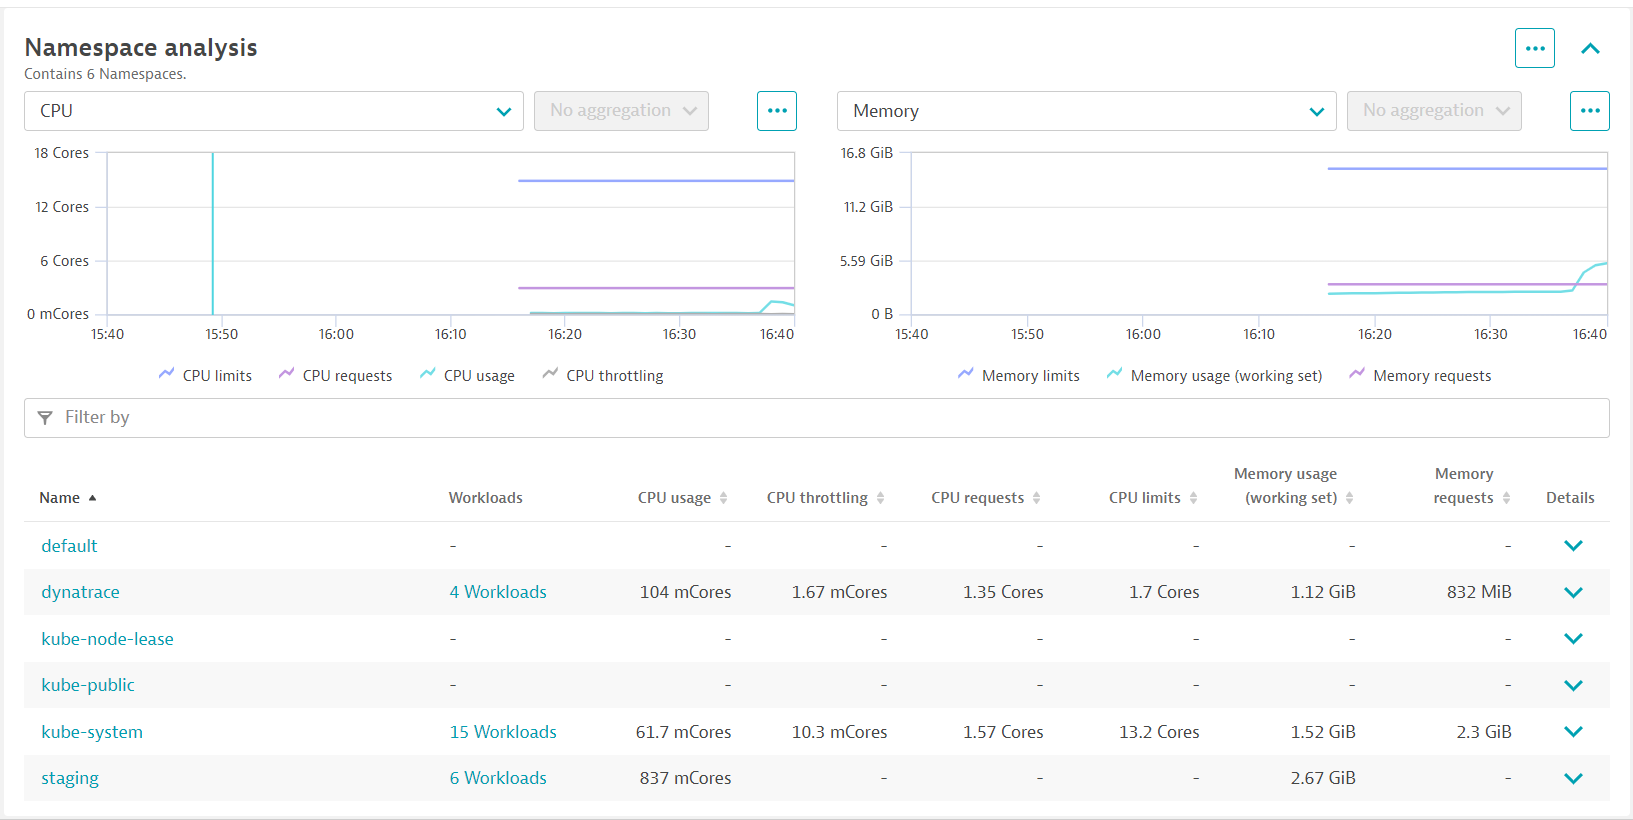 Namespace analysis
Contains 6 Namespaces.
CPU No aggregation
Memory No aggregation
18 Cores
12 Cores
6 Cores
0 mCores
15:40 15:50 16:00 16:10 16:20 16:30 16:40
CPU limits CPU requests CPU usage CPU throttling
16.8 GiB
11.2 GiB
5.59 GiB
0 B
15:40 15:50 16:00 16:10 16:20 16:30 16:40
Memory limits Memory usage (working set) Memory requests
Filter by
Name Workloads CPU usage CPU throttling CPU requests CPU limits Memory usage (working set) Memory requests Details
default - - - - - - -
dynatrace 4 Workloads 104 mCores 1.67 mCores 1.35 Cores 1.7 Cores 1.12 GiB 832 MiB
kube-node-lease - - - - - - -
kube-public - - - - - - -
kube-system 15 Workloads 61.7 mCores 10.3 mCores 1.57 Cores 13.2 Cores 1.52 GiB 2.3 GiB
staging 6 Workloads 837 mCores - - - 2.67 GiB -